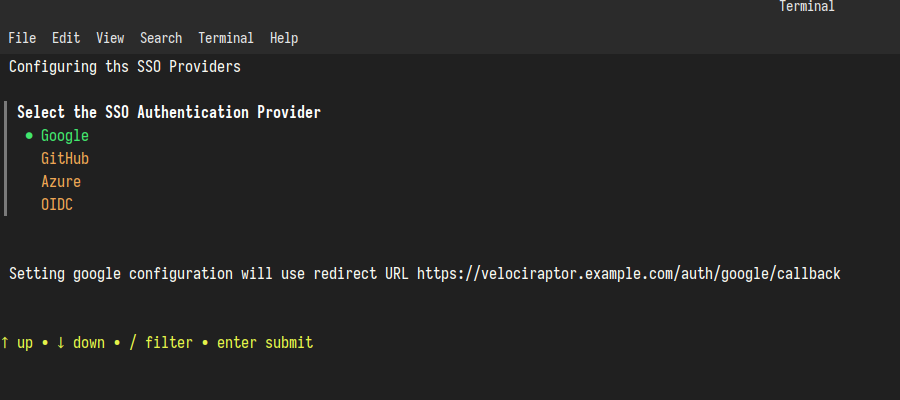 Terminal
File Edit View Search Terminal Help
Configuring ths SSO Providers
Select the SSO Authentication Provider
• Google
GitHub
Azure
OIDC
Setting google configuration will use redirect URL https://velociraptor.example.com/auth/google/callback
↑ up • ↓ down • / filter • enter submit